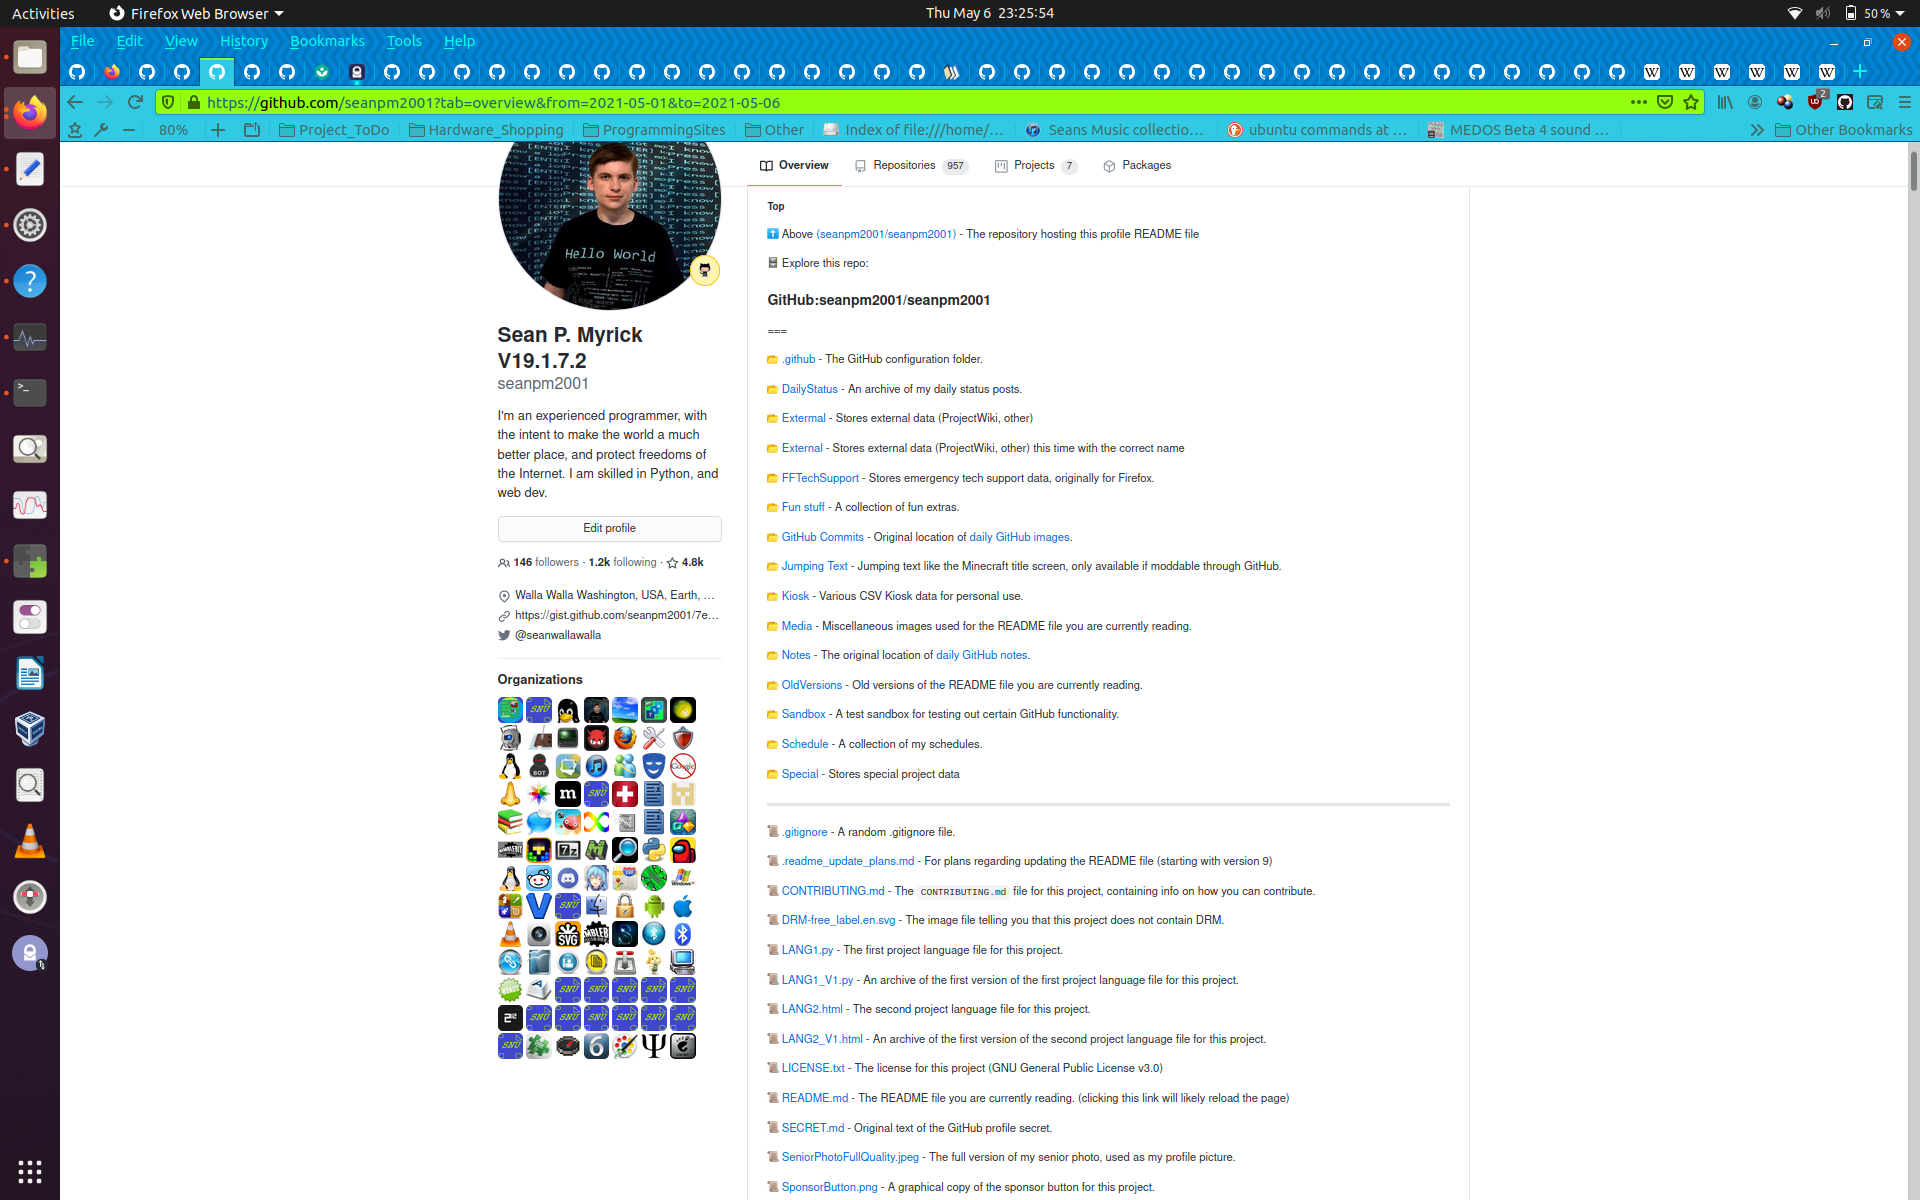 Activities
Firefox Web Browser
Thu May 6 23:25:54
50 %
File Edit View History Bookmarks Tools Help
https://github.com/seanpm2001?tab=overview&from=2021-05-01&to=2021-05-06
2
80%
Project_ToDo
Hardware_Shopping
ProgrammingSites
Other
Index of file:///home/...
Seans Music collectio...
ubuntu commands at ...
MEDOS Beta 4 sound ...
Other Bookmarks
Overview
Repositories 957
Projects 7
Packages
Hello World
Sean P. Myrick
V19.1.7.2
seanpm2001
I'm an experienced programmer, with
the intent to make the world a much
better place, and protect freedoms of
the Internet. I am skilled in Python, and
web dev.
Edit profile
146 followers · 1.2k following · 4.8k
Walla Walla Washington, USA, Earth, ...
https://gist.github.com/seanpm2001/7e...
@seanwallawalla
Organizations
Top
Above (seanpm2001/seanpm2001) - The repository hosting this profile README file
Explore this repo:
GitHub:seanpm2001/seanpm2001
===
.github - The GitHub configuration folder.
DailyStatus - An archive of my daily status posts.
Extermal - Stores external data (ProjectWiki, other)
External - Stores external data (ProjectWiki, other) this time with the correct name
FFTechSupport - Stores emergency tech support data, originally for Firefox.
Fun stuff - A collection of fun extras.
GitHub Commits - Original location of daily GitHub images.
Jumping Text - Jumping text like the Minecraft title screen, only available if moddable through GitHub.
Kiosk - Various CSV Kiosk data for personal use.
Media - Miscellaneous images used for the README file you are currently reading.
Notes - The original location of daily GitHub notes.
OldVersions - Old versions of the README file you are currently reading.
Sandbox - A test sandbox for testing out certain GitHub functionality.
Schedule - A collection of my schedules.
Special - Stores special project data
.gitignore - A random .gitignore file.
.readme_update_plans.md - For plans regarding updating the README file (starting with version 9)
CONTRIBUTING.md - The CONTRIBUTING.md file for this project, containing info on how you can contribute.
DRM-free_label.en.svg - The image file telling you that this project does not contain DRM.
LANG1.py - The first project language file for this project.
LANG1_V1.py - An archive of the first version of the first project language file for this project.
LANG2.html - The second project language file for this project.
LANG2_V1.html - An archive of the first version of the second project language file for this project.
LICENSE.txt - The license for this project (GNU General Public License v3.0)
README.md - The README file you are currently reading. (clicking this link will likely reload the page)
SECRET.md - Original text of the GitHub profile secret.
SeniorPhotoFullQuality.jpeg - The full version of my senior photo, used as my profile picture.
SponsorButton.png - A graphical copy of the sponsor button for this project.